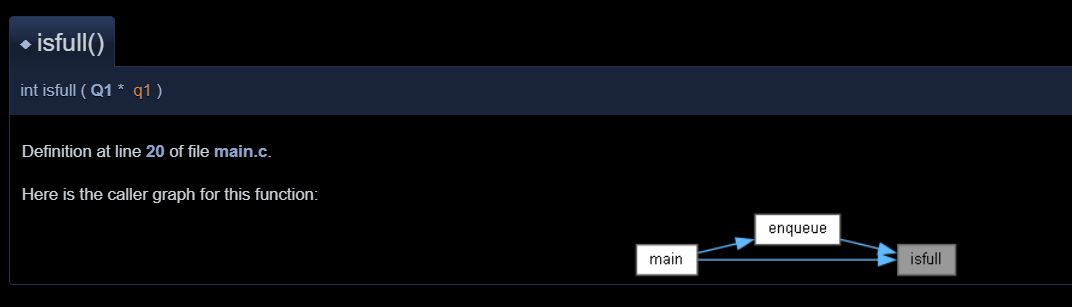 ◆ isfull()
int isfull ( Q1 * q1 )
Definition at line 20 of file main.c.
Here is the caller graph for this function:
enqueue
main
isfull